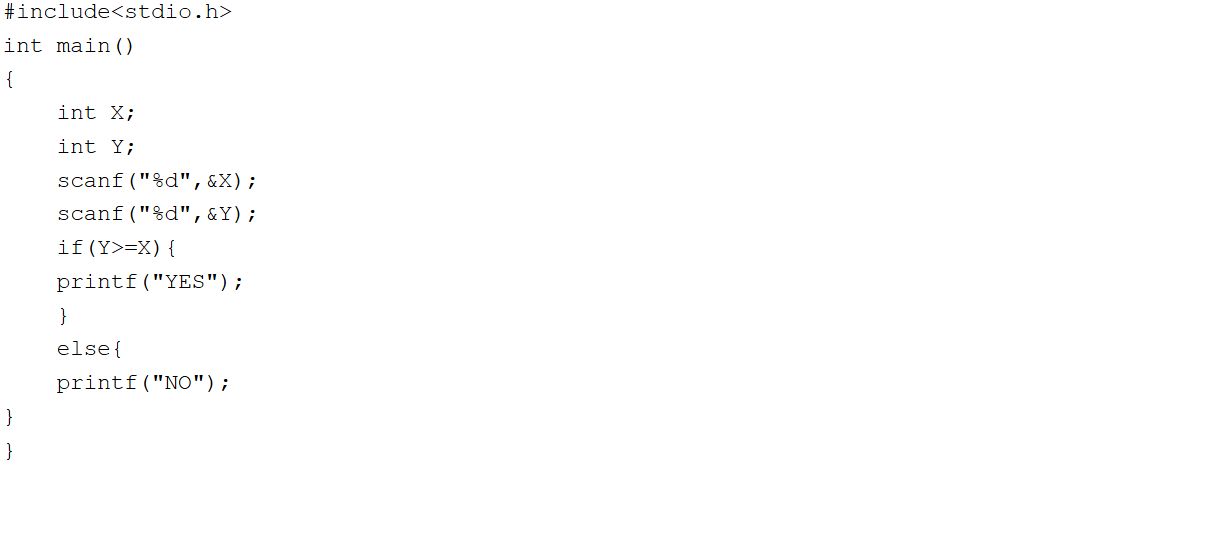 #include<stdio.h>
int main()
{
    int X;
    int Y;
    scanf("%d",&X);
    scanf("%d",&Y);
    if(Y>=X){
    printf("YES");
    }
    else{
    printf("NO");
}
}